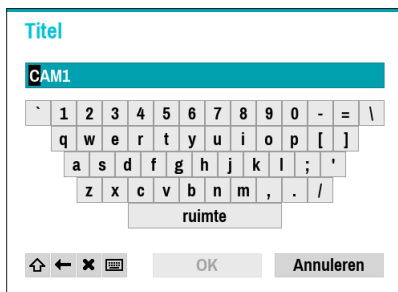 Titel
CAM1
` 1 2 3 4 5 6 7 8 9 0 - = \
q w e r t y u i o p [ ]
a s d f g h j k l ; '
z x c v b n m , . /
ruimte
OK Annuleren